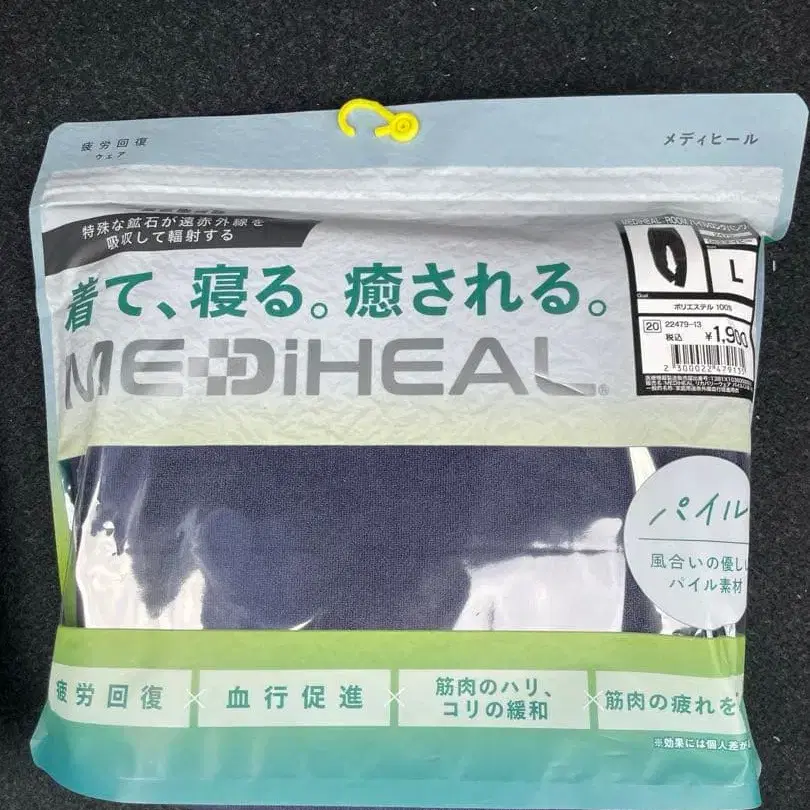 疲労回復
ウェア
メディヒール
特殊な鉱石が遠赤外線を
吸収して輻射する
着て、寝る。癒される。
MEDiHEAL®
MEDIHEAL ROOM
L
ポリエステル 100%
20 22479-13
税込 ¥1,900
パイル
風合いの優し
パイル素材
疲労回復 × 血行促進 × 筋肉のハリ、
コリの緩和 × 筋肉の疲れを
※効果には個人差が